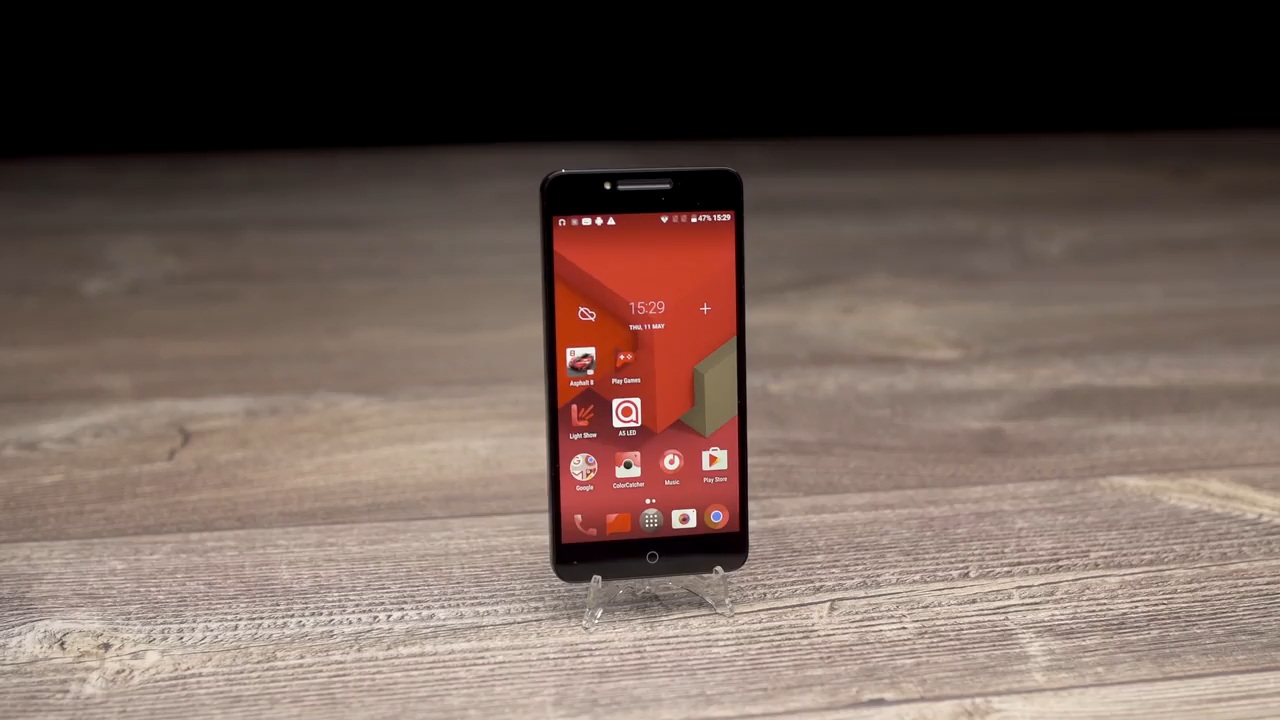 47% 15:29
15:29
THU, 11 MAY
Asphalt 8
Play Games
Light Show
A5 LED
Google
ColorCatcher
Music
Play Store